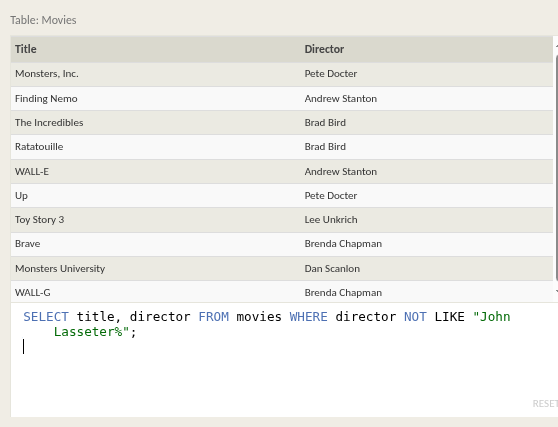 Table: Movies
Title Director
Monsters, Inc. Pete Docter
Finding Nemo Andrew Stanton
The Incredibles Brad Bird
Ratatouille Brad Bird
WALL-E Andrew Stanton
Up Pete Docter
Toy Story 3 Lee Unkrich
Brave Brenda Chapman
Monsters University Dan Scanlon
WALL-G Brenda Chapman
SELECT title, director FROM movies WHERE director NOT LIKE "John
Lasseter%";
RESET